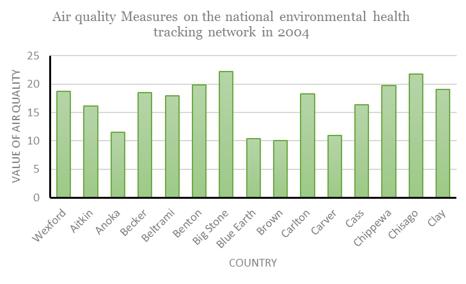 Air quality Measures on the national environmental health
tracking network in 2004
VALUE OF AIR QUALITY
25
20
15
10
5
0
Wexford
Aitkin
Anoka
Becker
Beltrami
Benton
Big Stone
Blue Earth
Brown
Carlton
Carver
Cass
Chippewa
Chisago
Clay
COUNTRY